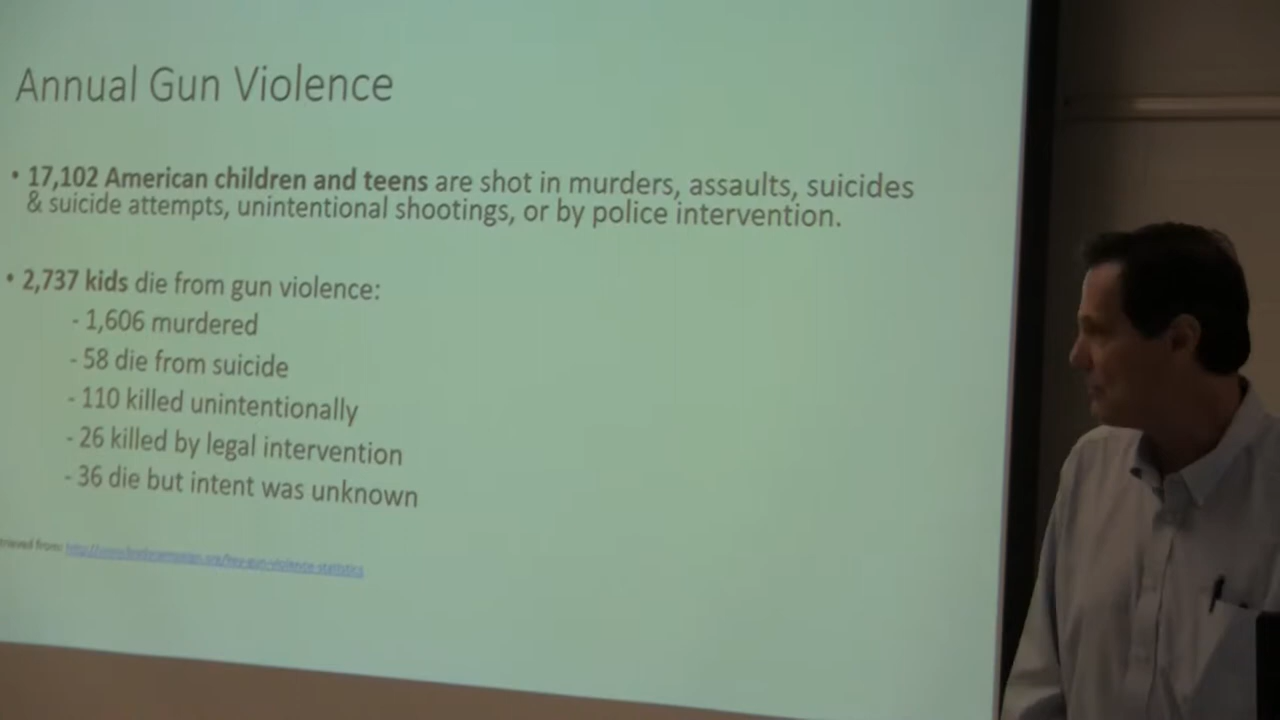 Annual Gun Violence
• 17,102 American children and teens are shot in murders, assaults, suicides
& suicide attempts, unintentional shootings, or by police intervention.
• 2,737 kids die from gun violence:
- 1,606 murdered
- 58 die from suicide
- 110 killed unintentionally
- 26 killed by legal intervention
- 36 die but intent was unknown
from: